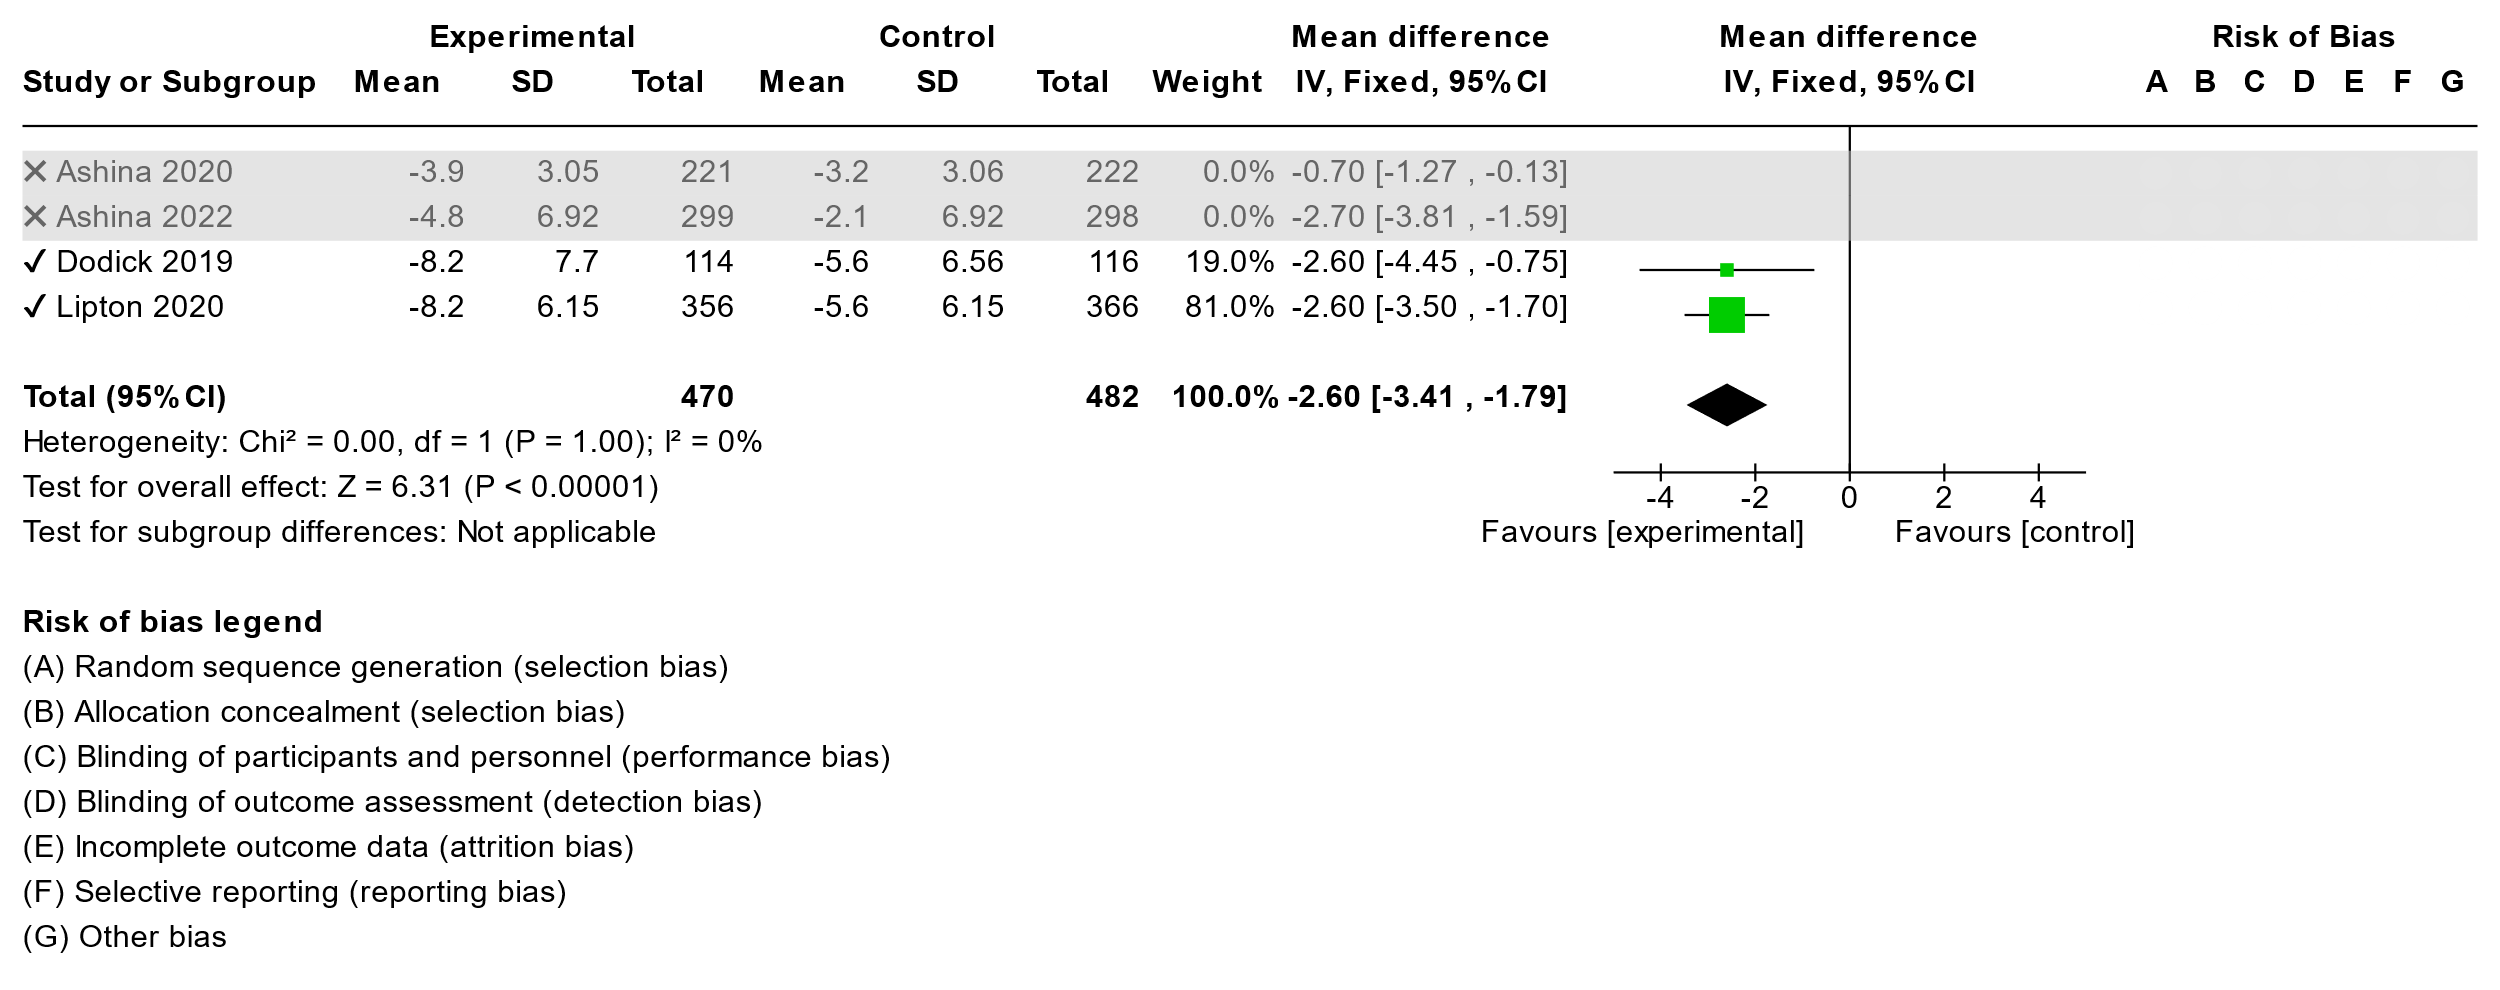 Experimental Control Mean difference Mean difference Risk of Bias
Study or Subgroup Mean SD Total Mean SD Total Weight IV, Fixed, 95% CI IV, Fixed, 95% CI A B C D E F G
✕ Ashina 2020 -3.9 3.05 221 -3.2 3.06 222 0.0% -0.70 [-1.27 , -0.13]
✕ Ashina 2022 -4.8 6.92 299 -2.1 6.92 298 0.0% -2.70 [-3.81 , -1.59]
✓ Dodick 2019 -8.2 7.7 114 -5.6 6.56 116 19.0% -2.60 [-4.45 , -0.75]
✓ Lipton 2020 -8.2 6.15 356 -5.6 6.15 366 81.0% -2.60 [-3.50 , -1.70]
Total (95% CI) 470 482 100.0% -2.60 [-3.41 , -1.79]
Heterogeneity: Chi² = 0.00, df = 1 (P = 1.00); I² = 0%
Test for overall effect: Z = 6.31 (P < 0.00001)
-4 -2 0 2 4
Test for subgroup differences: Not applicable
Favours [experimental] Favours [control]
Risk of bias legend
(A) Random sequence generation (selection bias)
(B) Allocation concealment (selection bias)
(C) Blinding of participants and personnel (performance bias)
(D) Blinding of outcome assessment (detection bias)
(E) Incomplete outcome data (attrition bias)
(F) Selective reporting (reporting bias)
(G) Other bias